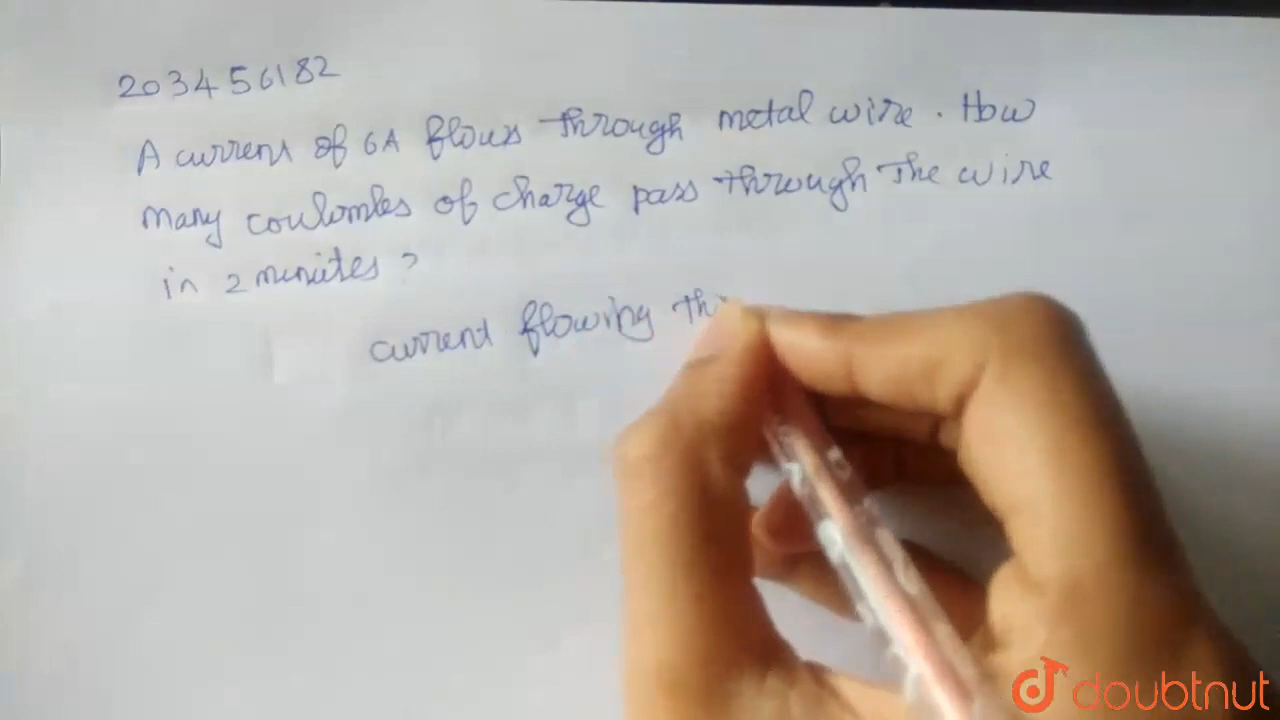 203456182
A current of 6A flows through metal wire. How
many coulombs of charge pass through the wire
in 2 minutes?
current flowing th
doubtnut